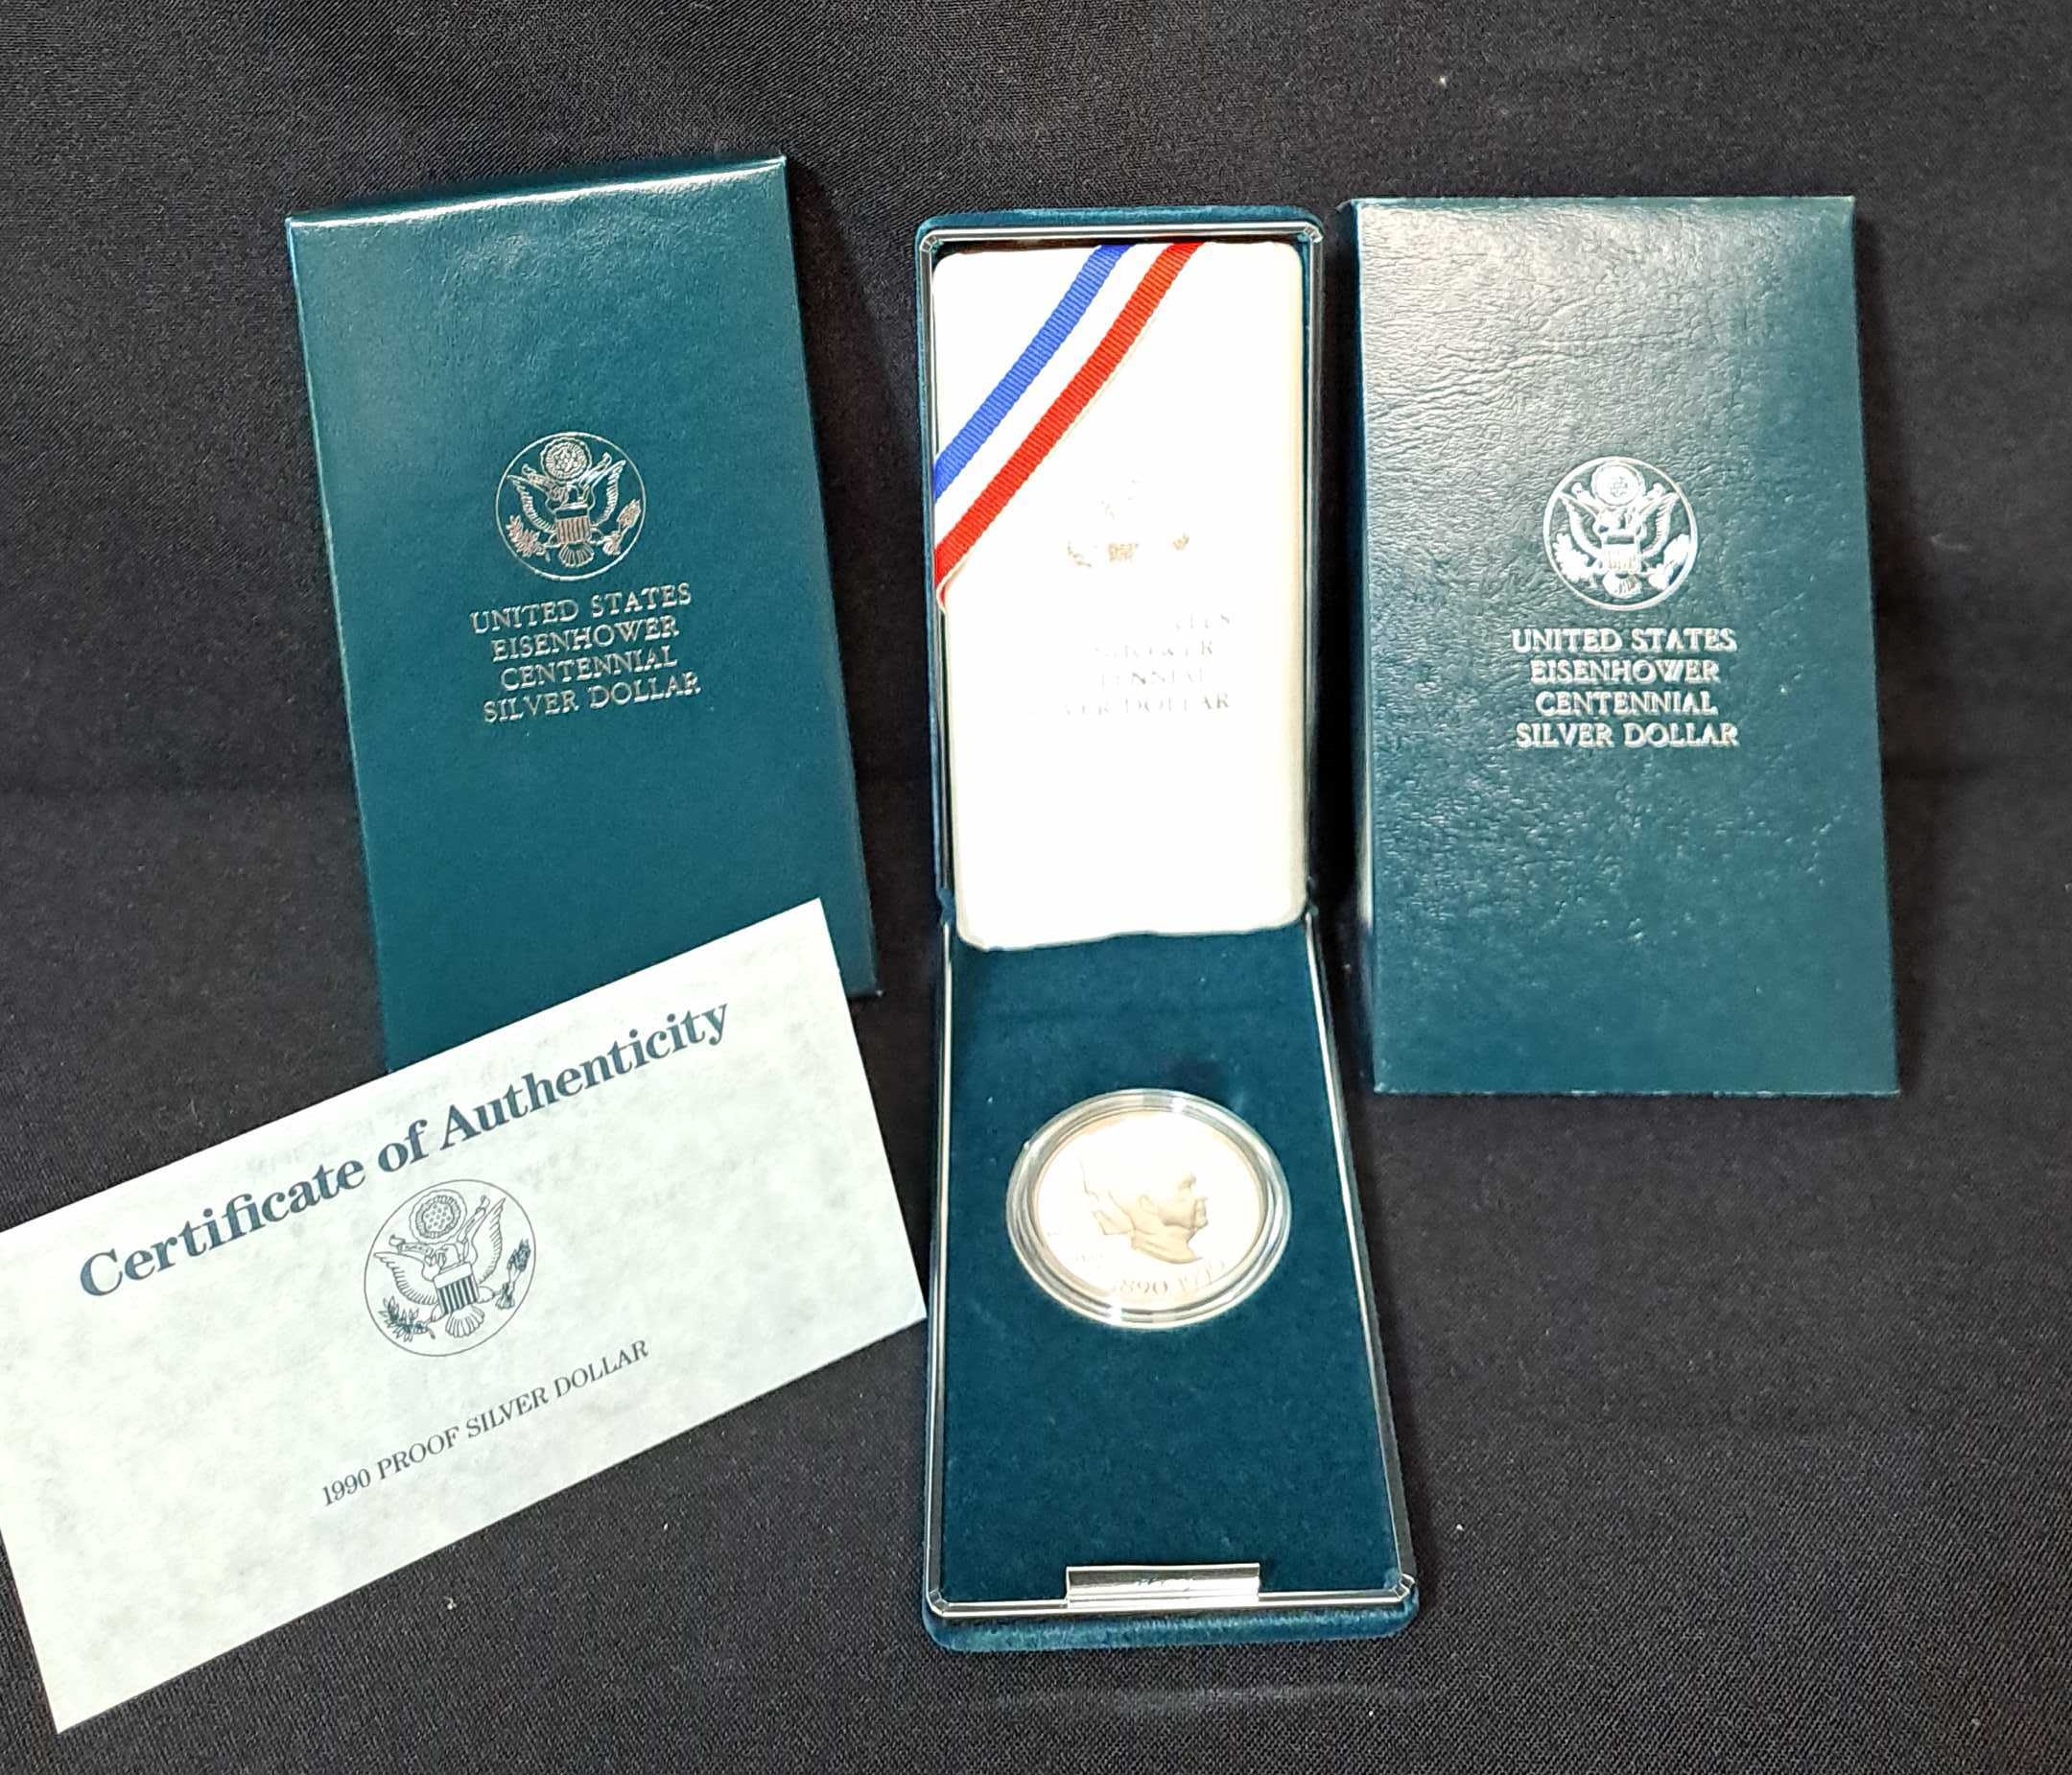 UNITED STATES
EISENHOWER
CENTENNIAL
SILVER DOLLAR
DOLLAR
UNITED STATES
EISENHOWER
CENTENNIAL
SILVER DOLLAR
Certificate of Authenticity
1990 PROOF SILVER DOLLAR